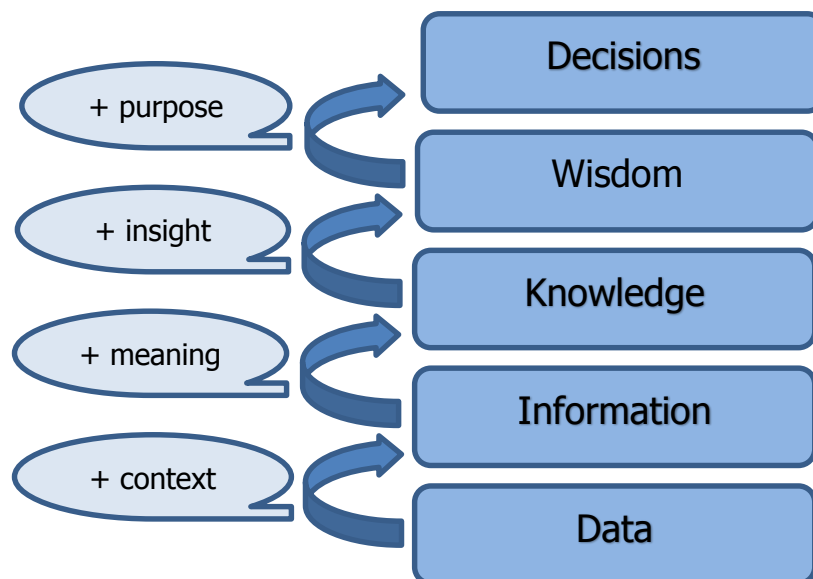 Decisions
+ purpose
Wisdom
+ insight
Knowledge
+ meaning
Information
+ context
Data